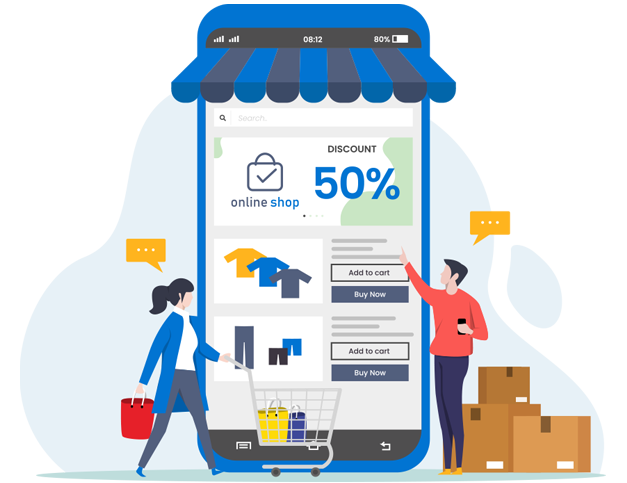 08:12
80%
Search..
DISCOUNT
50%
online shop
Add to cart
Buy Now
Add to cart
Buy Now